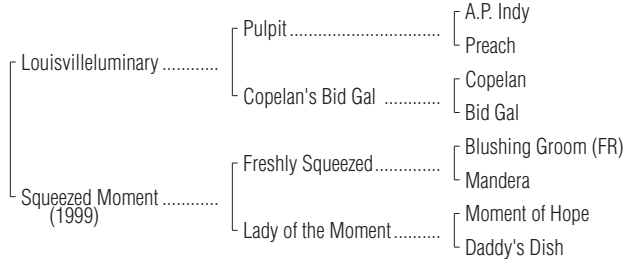 A.P. Indy
Pulpit..................................
Preach
Louisvilleluminary ............
Copelan
Copelan's Bid Gal ............
Bid Gal
Blushing Groom (FR)
Freshly Squeezed..............
Mandera
Squeezed Moment ............
(1999)
Moment of Hope
Lady of the Moment..........
Daddy's Dish